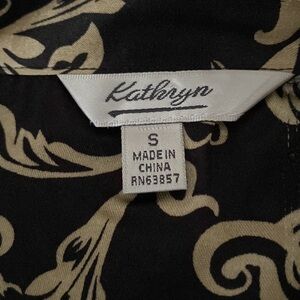 Kathryn
S
MADE IN
CHINA
RN63857